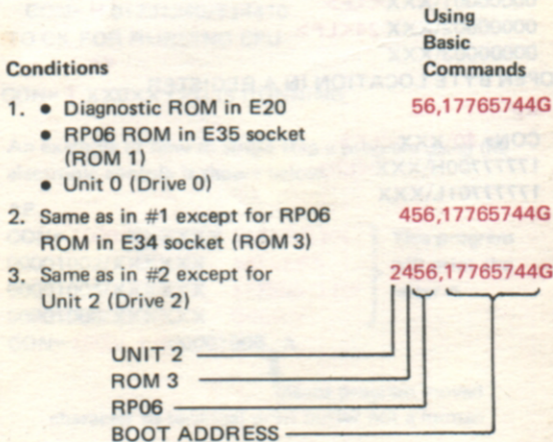 Using
Basic
Conditions Commands
1. • Diagnostic ROM in E20 56,17765744G
• RP06 ROM in E35 socket
(ROM 1)
• Unit 0 (Drive 0)
2. Same as in #1 except for RP06 456,17765744G
ROM in E34 socket (ROM3)
3. Same as in #2 except for 2456,17765744G
Unit 2 (Drive 2)
UNIT 2
ROM 3
RP06
BOOT ADDRESS